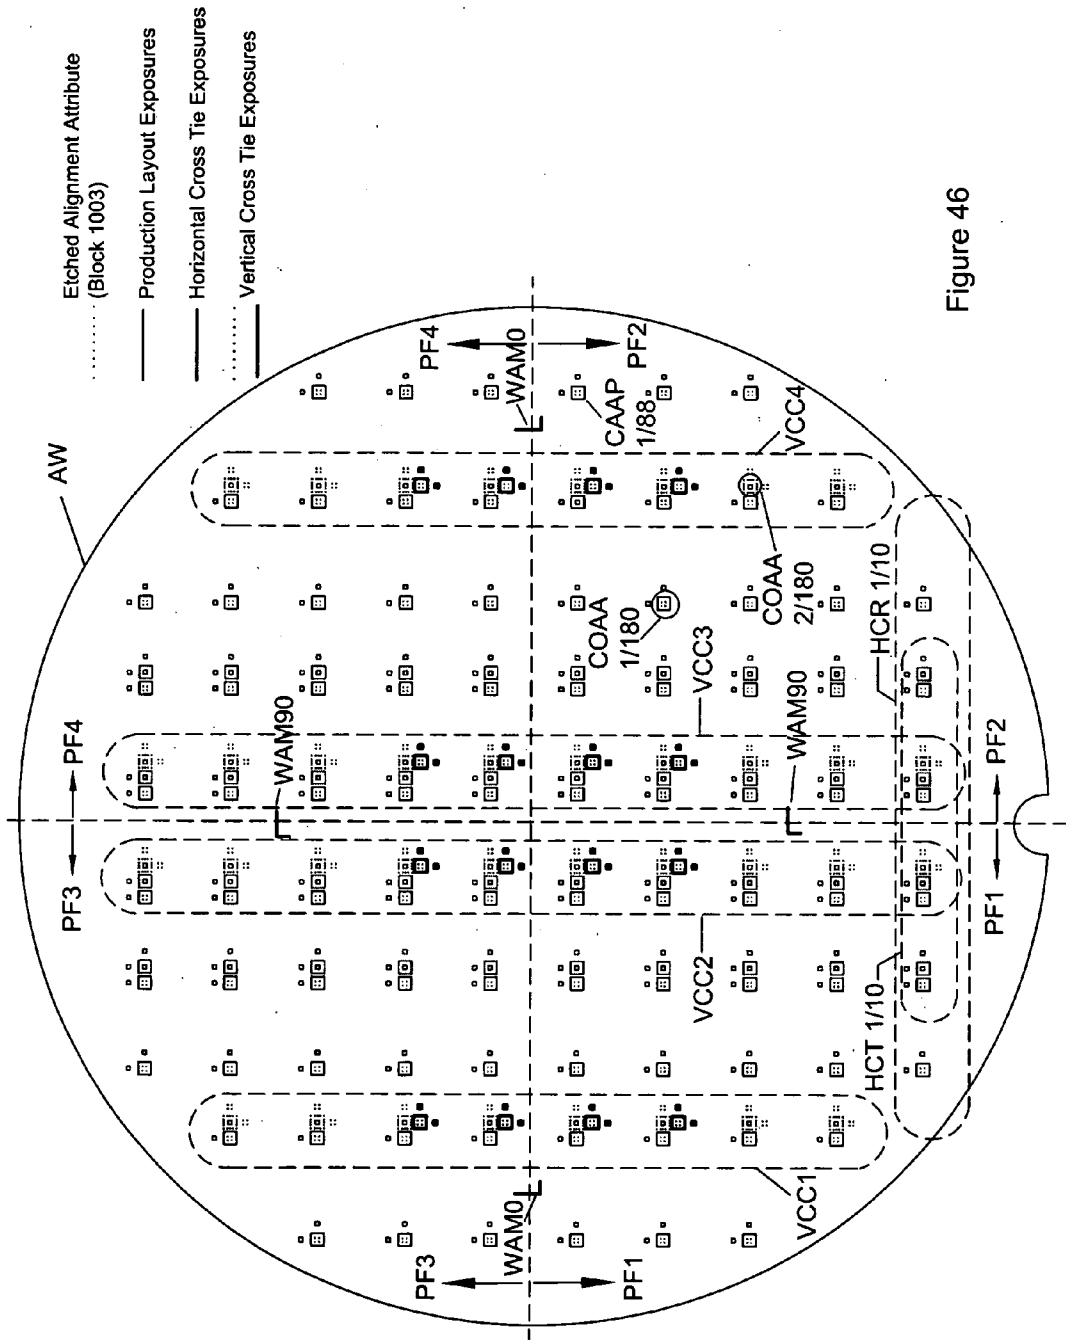 Etched Alignment Attribute
(Block 1003)
Production Layout Exposures
Horizontal Cross Tie Exposures
Vertical Cross Tie Exposures
AW
PF4
PF2
WAM0
CAAP
1/88
VCC4
COAA
1/180
COAA
2/180
HCR 1/10
VCC3
WAM90
WAM90
PF4
PF3
PF2
PF1
VCC2
HCT 1/10
VCC1
WAM0
PF3
PF1
Figure 46